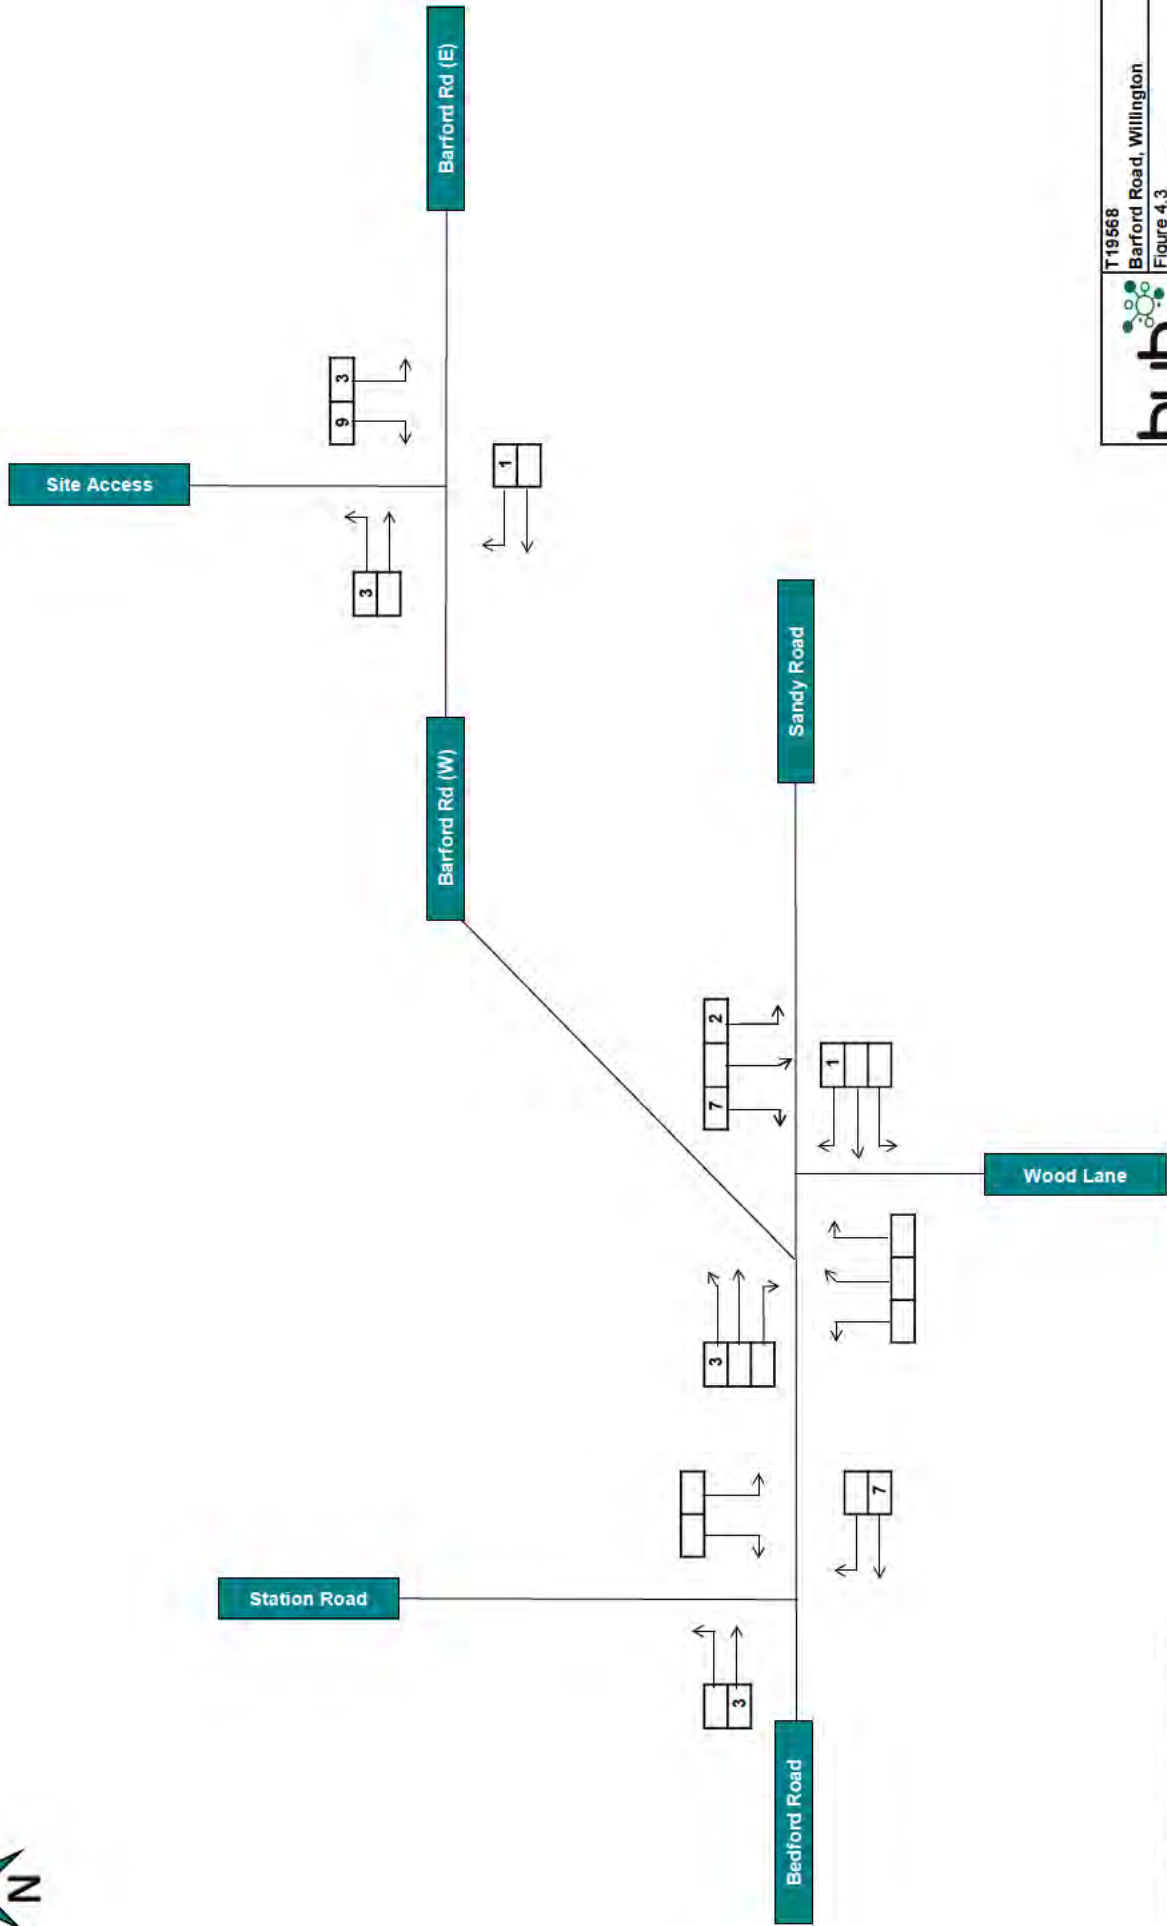 N
Site Access
Barford Rd (E)
9 3
3
1
Barford Rd (W)
Sandy Road
7 2
1
Wood Lane
3
7
Station Road
3
Bedford Road
T19568
Barford Road, Willington
Figure 4.3
hub